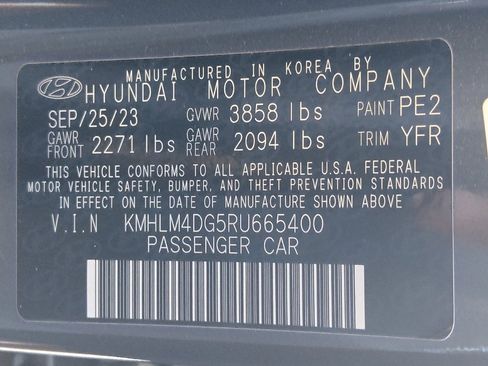 MANUFACTURED IN KOREA BY
HYUNDAI MOTOR COMPANY
SEP/25/23 GVWR 3858 lbs PAINT PE2
GAWR FRONT 2271 lbs GAWR REAR 2094 lbs TRIM YFR
THIS VEHICLE CONFORMS TO ALL APPLICABLE U.S.A. FEDERAL
MOTOR VEHICLE SAFETY, BUMPER, AND THEFT PREVENTION STANDARDS
IN EFFECT ON THE DATE OF MANUFACTURE SHOWN ABOVE
V.I.N KMHLM4DG5RU665400
PASSENGER CAR